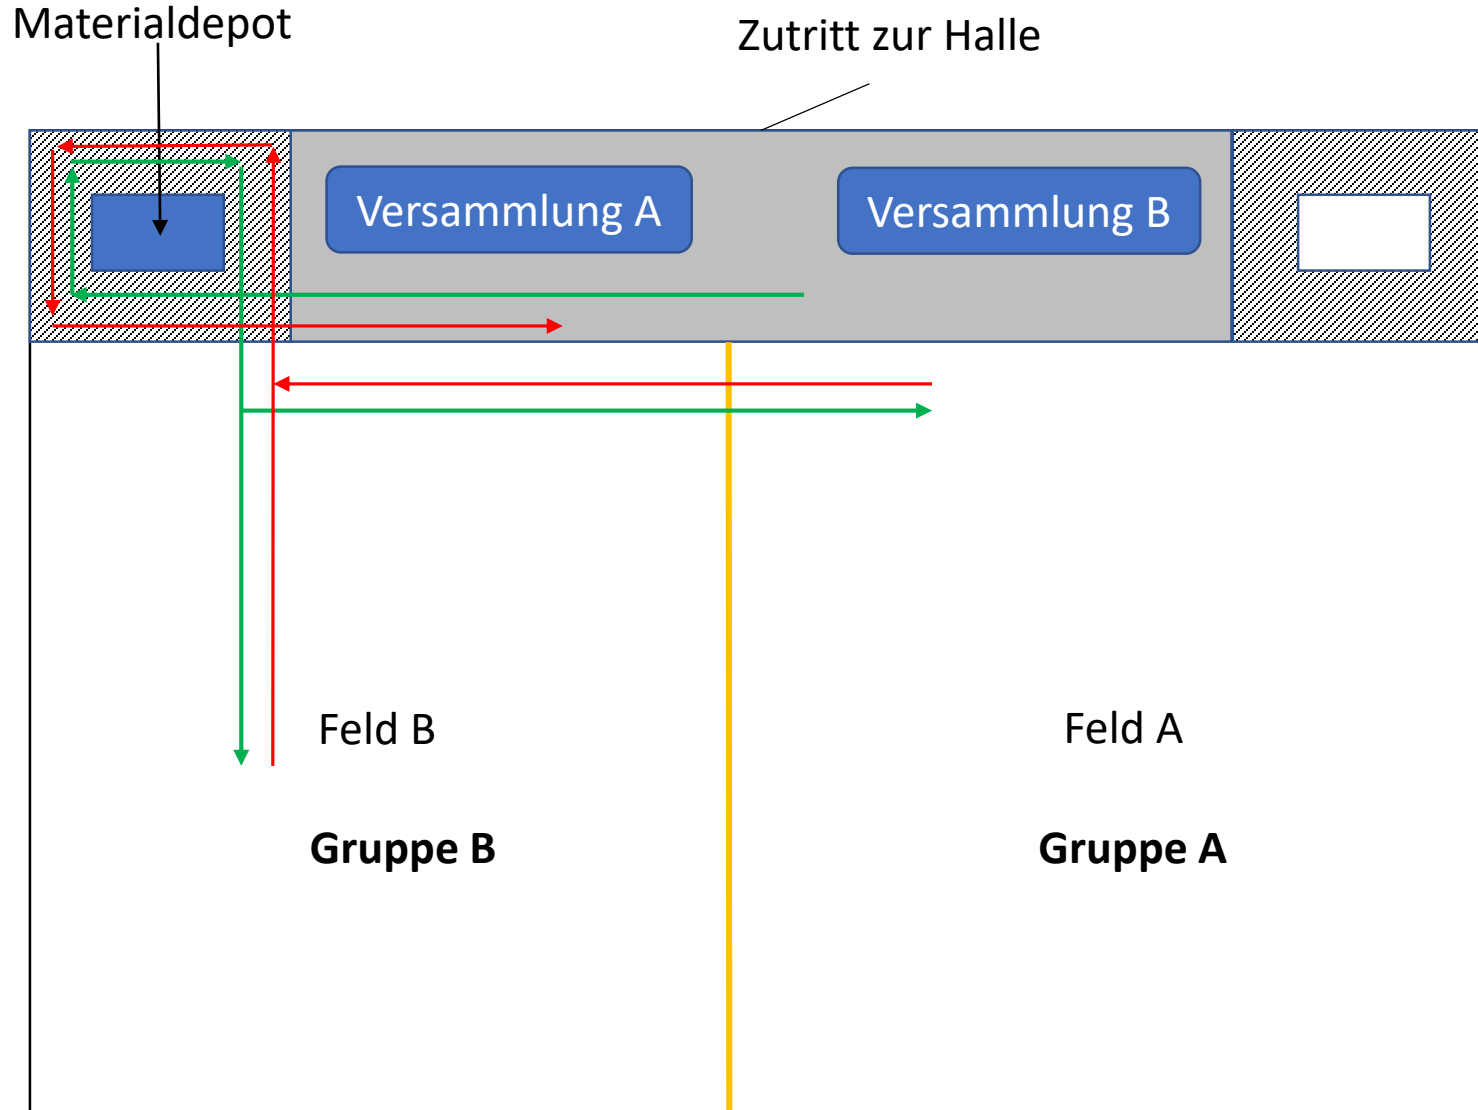 Materialdepot
Zutritt zur Halle
Versammlung A
Versammlung B
Feld B
Feld A
Gruppe B
Gruppe A